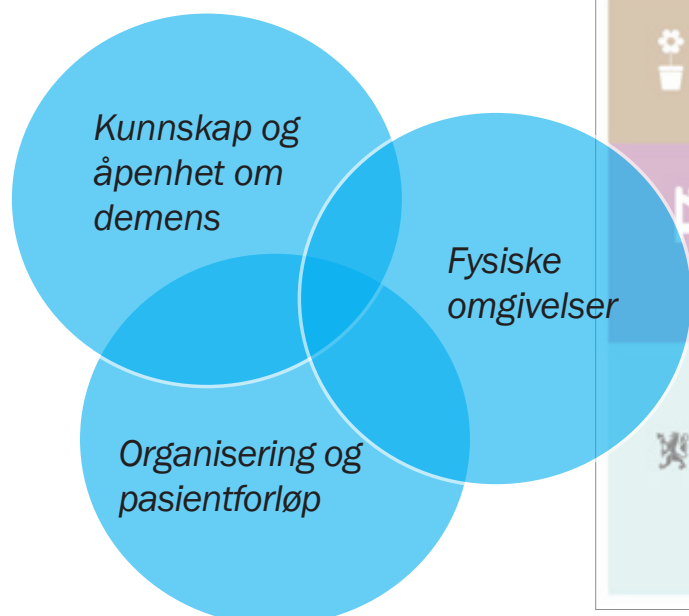 Kunnskap og
åpenhet om
demens
Fysiske
omgivelser
Organisering og
pasientforløp